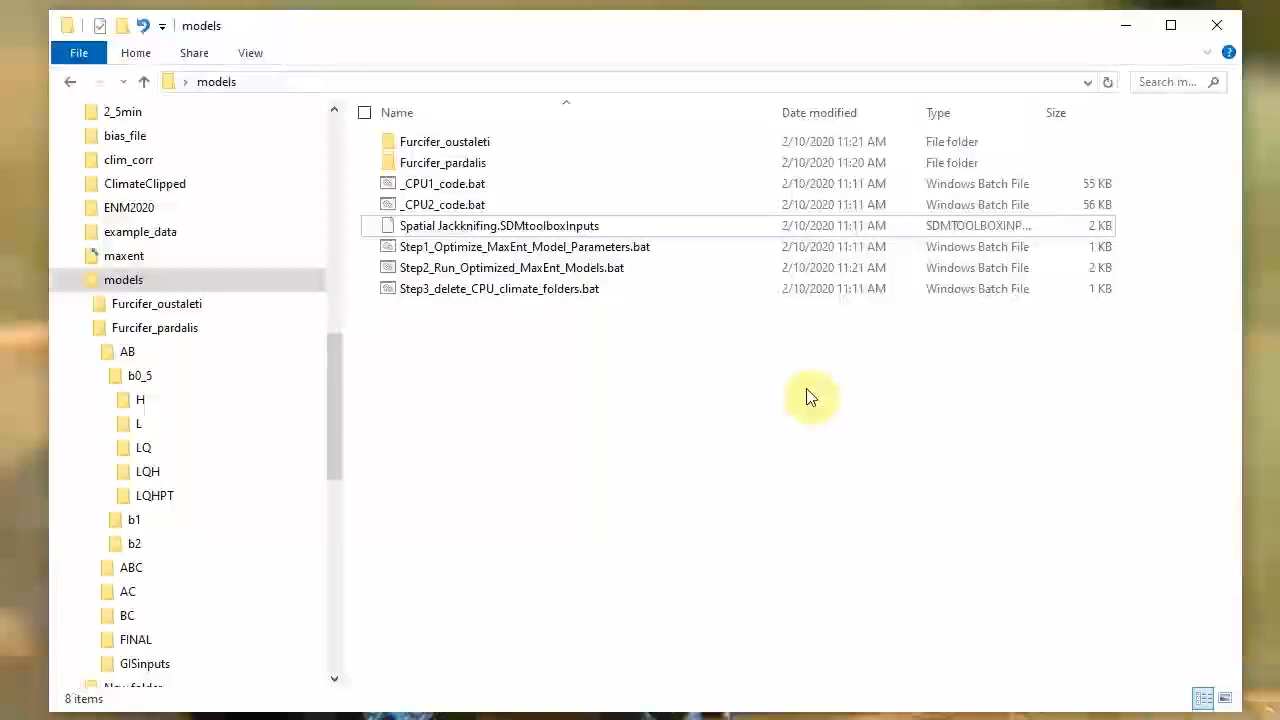 models
File Home Share View
models Search m...
Name Date modified Type Size
Furcifer_oustaleti 2/10/2020 11:21 AM File folder
Furcifer_pardalis 2/10/2020 11:20 AM File folder
_CPU1_code.bat 2/10/2020 11:11 AM Windows Batch File 55 KB
_CPU2_code.bat 2/10/2020 11:11 AM Windows Batch File 56 KB
Spatial Jackknifing.SDMtoolboxInputs 2/10/2020 11:11 AM SDMTOOLBOXINP... 2 KB
Step1_Optimize_MaxEnt_Model_Parameters.bat 2/10/2020 11:11 AM Windows Batch File 1 KB
Step2_Run_Optimized_MaxEnt_Models.bat 2/10/2020 11:21 AM Windows Batch File 2 KB
Step3_delete_CPU_climate_folders.bat 2/10/2020 11:11 AM Windows Batch File 1 KB
2_5min
bias_file
clim_corr
ClimateClipped
ENM2020
example_data
maxent
models
Furcifer_oustaleti
Furcifer_pardalis
AB
b0_5
H
L
LQ
LQH
LQHPT
b1
b2
ABC
AC
BC
FINAL
GISinputs
New folder
8 items